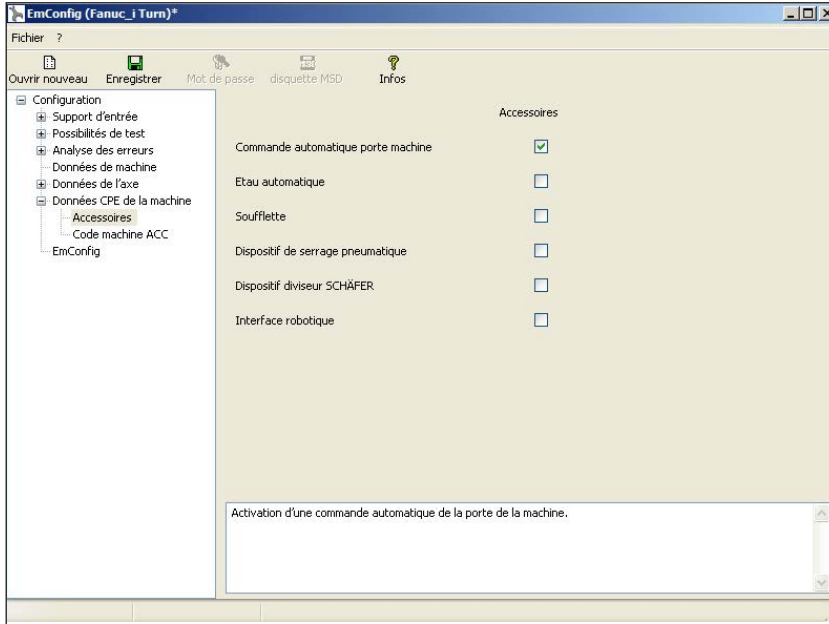 EmConfig (Fanuc_i Turn)*
Fichier ?
Ouvrir nouveau Enregistrer Mot de passe disquette MSD Infos
Configuration
Support d'entrée
Possibilités de test
Analyse des erreurs
Données de machine
Données de l'axe
Données CPE de la machine
Accessoires
Code machine ACC
EmConfig
Accessoires
Commande automatique porte machine
Etau automatique
Soufflette
Dispositif de serrage pneumatique
Dispositif diviseur SCHÄFER
Interface robotique
Activation d'une commande automatique de la porte de la machine.